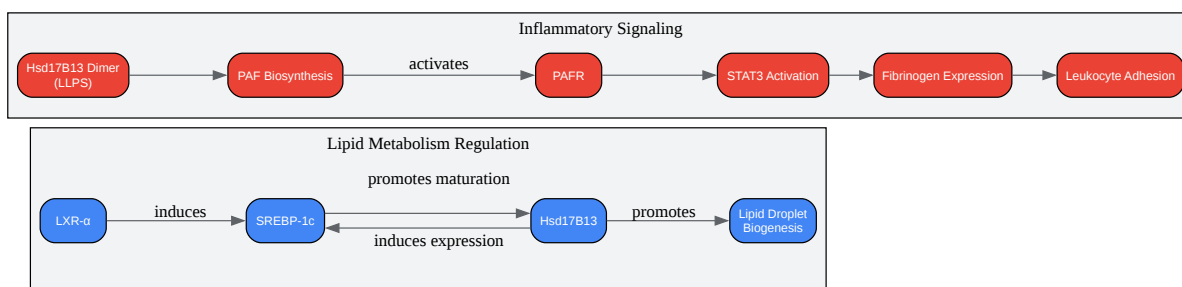 Inflammatory Signaling
Hsd17B13 Dimer
(LLPS)
PAF Biosynthesis
activates
PAFR
STAT3 Activation
Fibrinogen Expression
Leukocyte Adhesion
Lipid Metabolism Regulation
promotes maturation
LXR-α
induces
SREBP-1c
Hsd17B13
promotes
Lipid Droplet
Biogenesis
induces expression